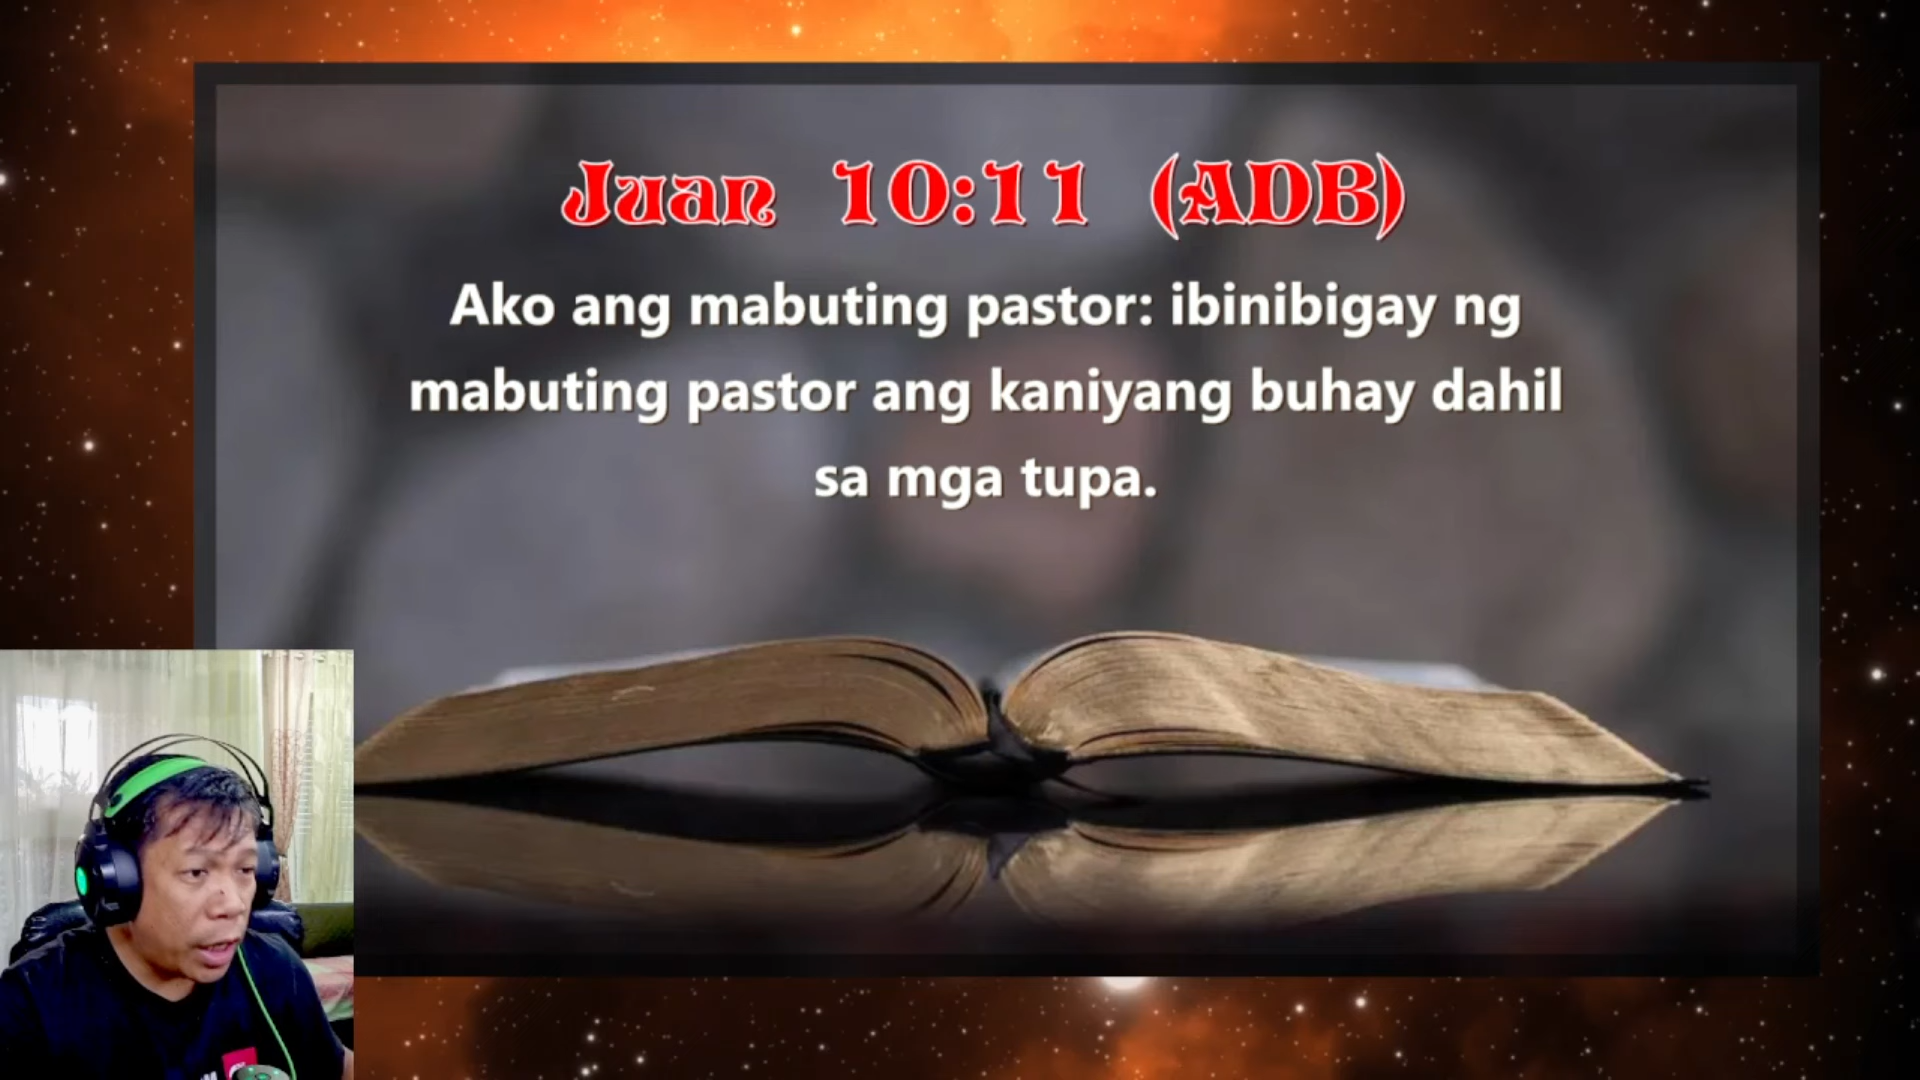 Juan 10:11 (ADB)
Ako ang mabuting pastor: ibinibigay ng
mabuting pastor ang kaniyang buhay dahil
sa mga tupa.